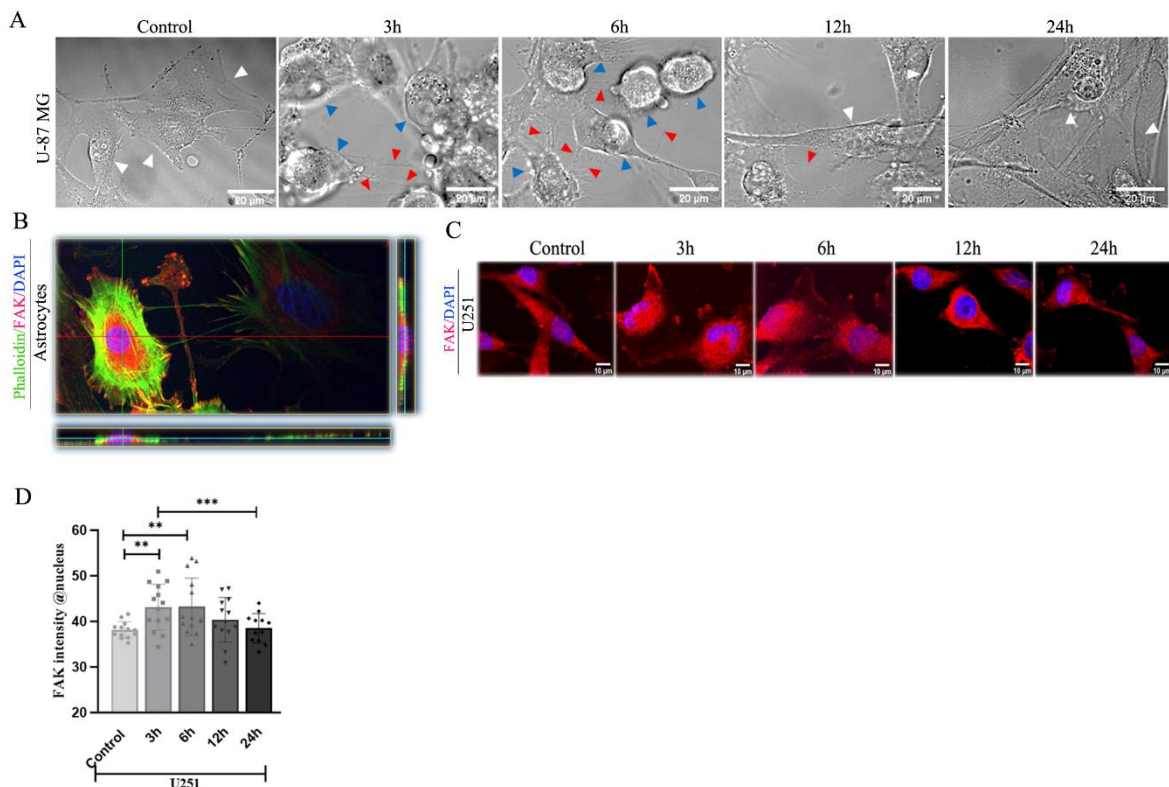 A
Control 3h 6h 12h 24h
U-87 MG
20 µm 20 µm 20 µm 20 µm 20 µm
B
Phalloidin/FAK/DAPI
Astrocytes
C
Control 3h 6h 12h 24h
FAK/DAPI
U251
10 µm 10 µm 10 µm 10 µm 10 µm
D
***
**
**
60
50
40
30
20
FAK intensity @nucleus
Control 3h 6h 12h 24h
U251